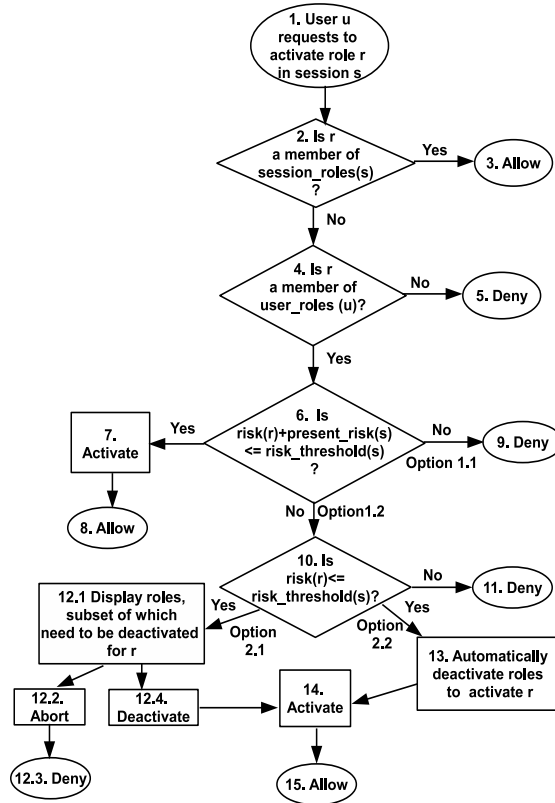 1. User u
requests to
activate role r
in session s
2. Is r
a member of
session_roles(s)
?
Yes
3. Allow
No
4. Is r
a member of
user_roles (u)?
No
5. Deny
Yes
6. Is
risk(r)+present_risk(s)
<= risk_threshold(s)
?
Yes
7.
Activate
8. Allow
No
Option 1.1
9. Deny
No Option1.2
10. Is
risk(r)<=
risk_threshold(s)?
No
11. Deny
Yes
Option
2.1
12.1 Display roles,
subset of which
need to be deactivated
for r
Yes
Option
2.2
13. Automatically
deactivate roles
to activate r
12.2.
Abort
12.4.
Deactivate
14.
Activate
12.3. Deny
15. Allow